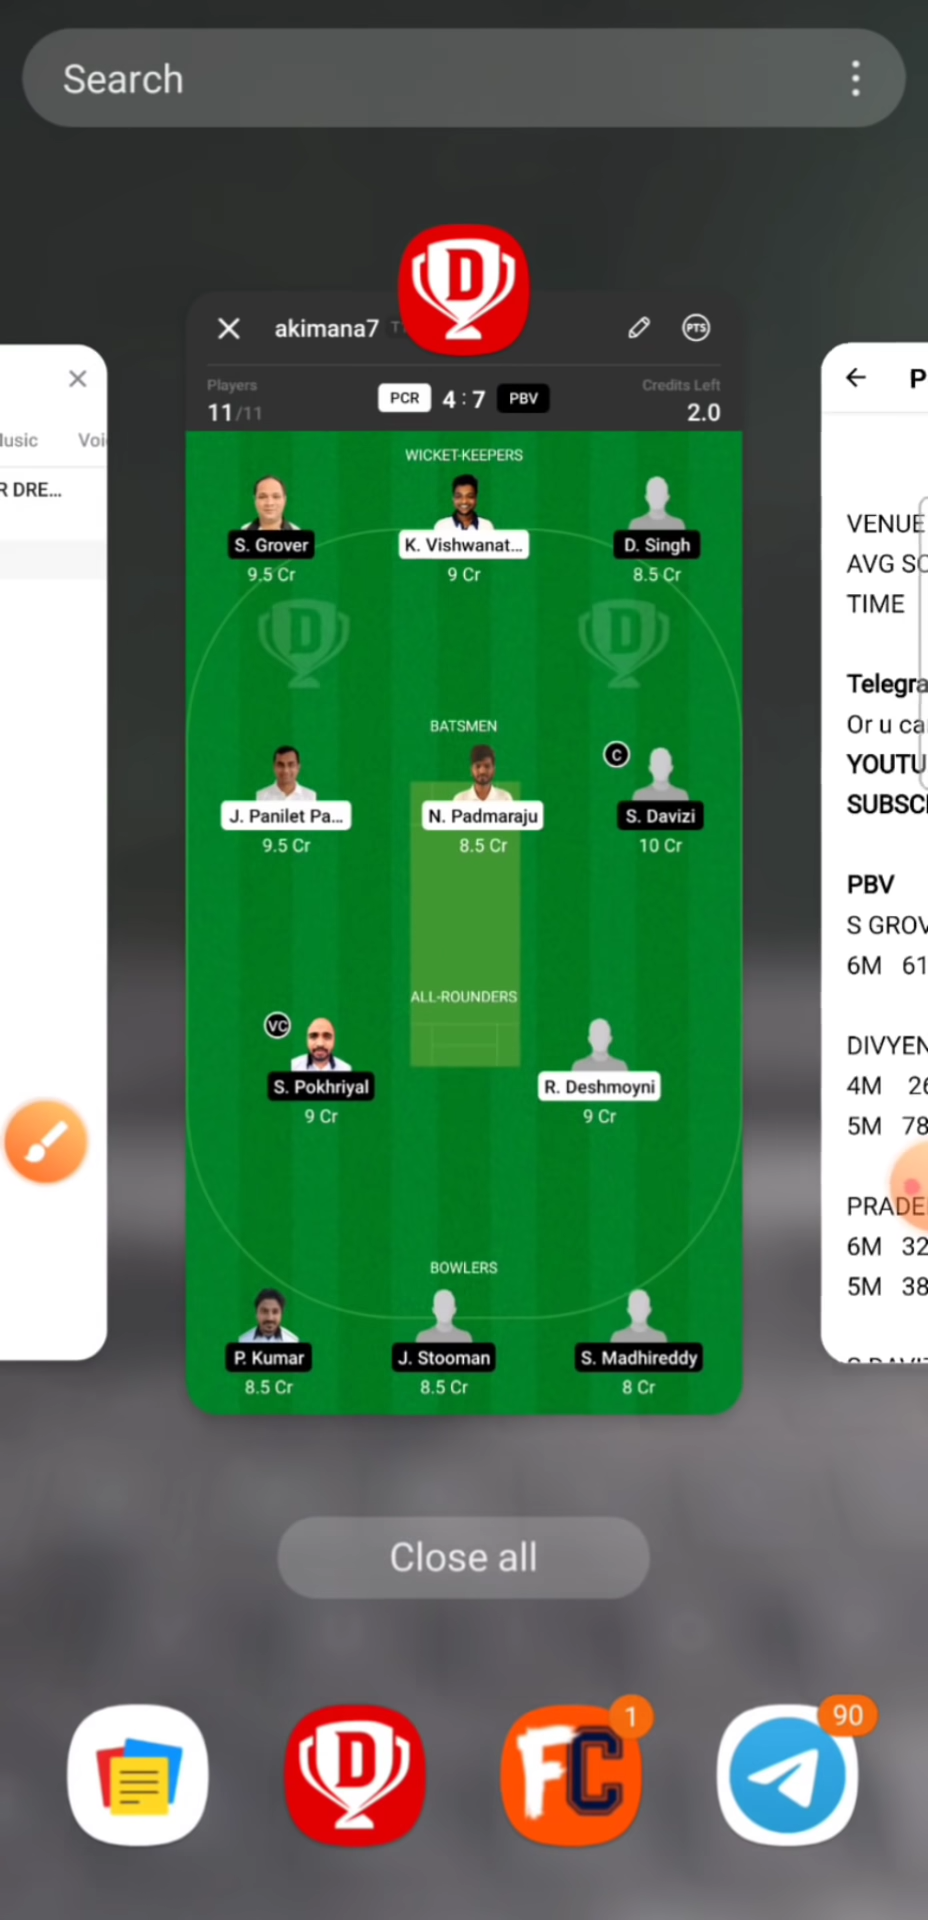 Search
akimana7
PTS
Players
11/11
PCR 4 : 7 PBV
Credits Left
2.0
WICKET-KEEPERS
S. Grover
9.5 Cr
K. Vishwanat...
9 Cr
D. Singh
8.5 Cr
BATSMEN
J. Panilet Pa...
9.5 Cr
N. Padmaraju
8.5 Cr
C
S. Davizi
10 Cr
ALL-ROUNDERS
VC
S. Pokhriyal
9 Cr
R. Deshmoyni
9 Cr
BOWLERS
P. Kumar
8.5 Cr
J. Stooman
8.5 Cr
S. Madhireddy
8 Cr
lusic Voi
R DRE...
P
VENUE
AVG SC
TIME
Telegra
Or u ca
YOUTU
SUBSC
PBV
S GROV
6M 61
DIVYEN
4M 26
5M 78
PRADE
6M 32
5M 38
Close all
D
FC
1
90